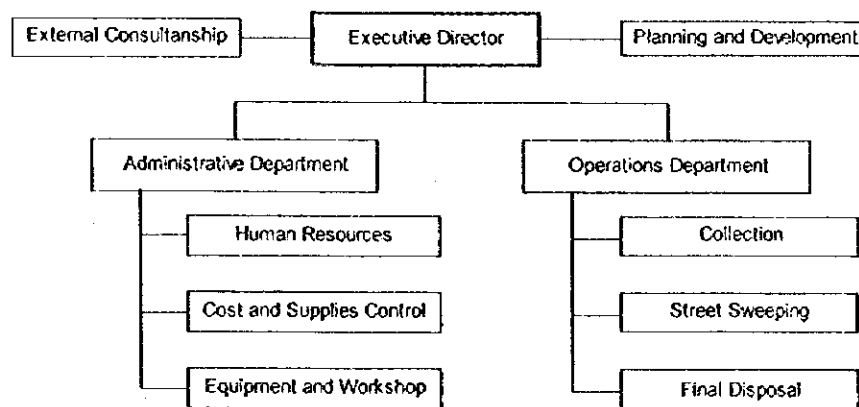 External Consultanship
Executive Director
Planning and Development
Administrative Department
Operations Department
Human Resources
Collection
Cost and Supplies Control
Street Sweeping
Equipment and Workshop
Final Disposal